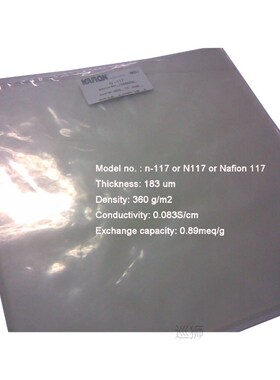 NAFION
Model no. : n-117 or N117 or Nafion 117
Thickness: 183 um
Density: 360 g/m2
Conductivity: 0.083S/cm
Exchange capacity: 0.89meq/g